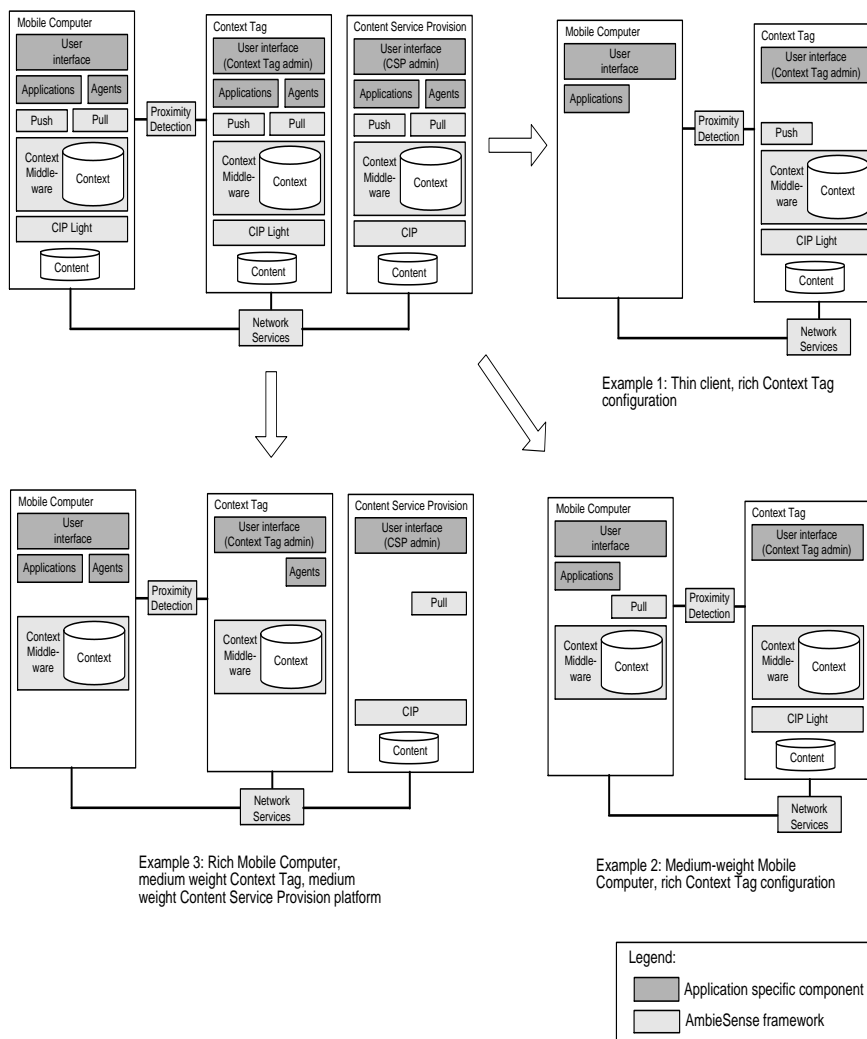 Mobile Computer
User
interface
Applications
Agents
Push
Pull
Context
Middle-
ware
Context
CIP Light
Content
Proximity
Detection
Context Tag
User interface
(Context Tag admin)
Applications
Agents
Push
Pull
Context
Middle-
ware
Context
CIP Light
Content
Content Service Provision
User interface
(CSP admin)
Applications
Agents
Push
Pull
Context
Middle-
ware
Context
CIP
Content
Network
Services
Mobile Computer
User
interface
Applications
Proximity
Detection
Context Tag
User interface
(Context Tag admin)
Push
Context
Middle-
ware
Context
CIP Light
Content
Network
Services
Example 1: Thin client, rich Context Tag
configuration
Mobile Computer
User
interface
Applications
Agents
Context
Middle-
ware
Context
Proximity
Detection
Context Tag
User interface
(Context Tag admin)
Agents
Context
Middle-
ware
Context
Content Service Provision
User interface
(CSP admin)
Pull
CIP
Content
Network
Services
Example 3: Rich Mobile Computer,
medium weight Context Tag, medium
weight Content Service Provision platform
Mobile Computer
User
interface
Applications
Pull
Context
Middle-
ware
Context
Proximity
Detection
Context Tag
User interface
(Context Tag admin)
Context
Middle-
ware
Context
CIP Light
Content
Network
Services
Example 2: Medium-weight Mobile
Computer, rich Context Tag configuration
Legend:
Application specific component
AmbieSense framework